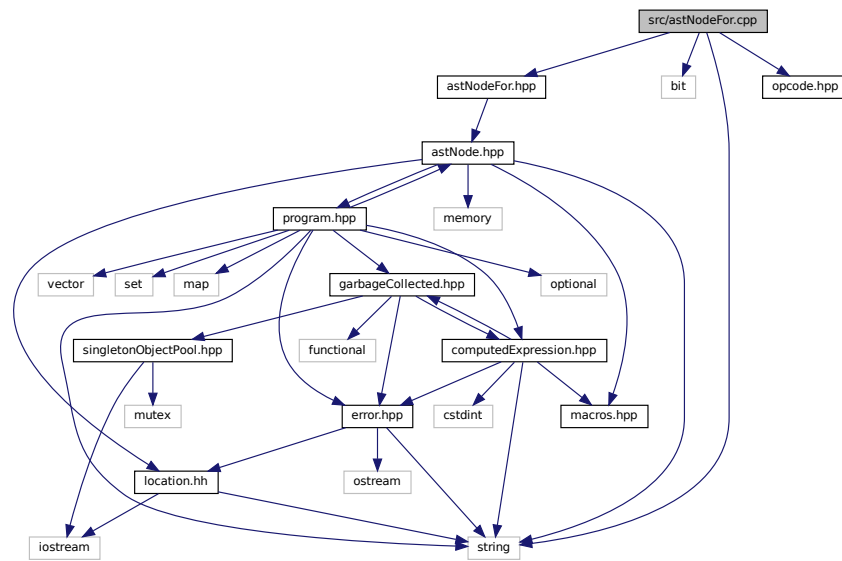 src/astNodeFor.cpp
astNodeFor.hpp
bit
opcode.hpp
astNode.hpp
program.hpp
memory
vector
set
map
garbageCollected.hpp
optional
singletonObjectPool.hpp
functional
computedExpression.hpp
mutex
error.hpp
cstdint
macros.hpp
location.hh
ostream
iostream
string